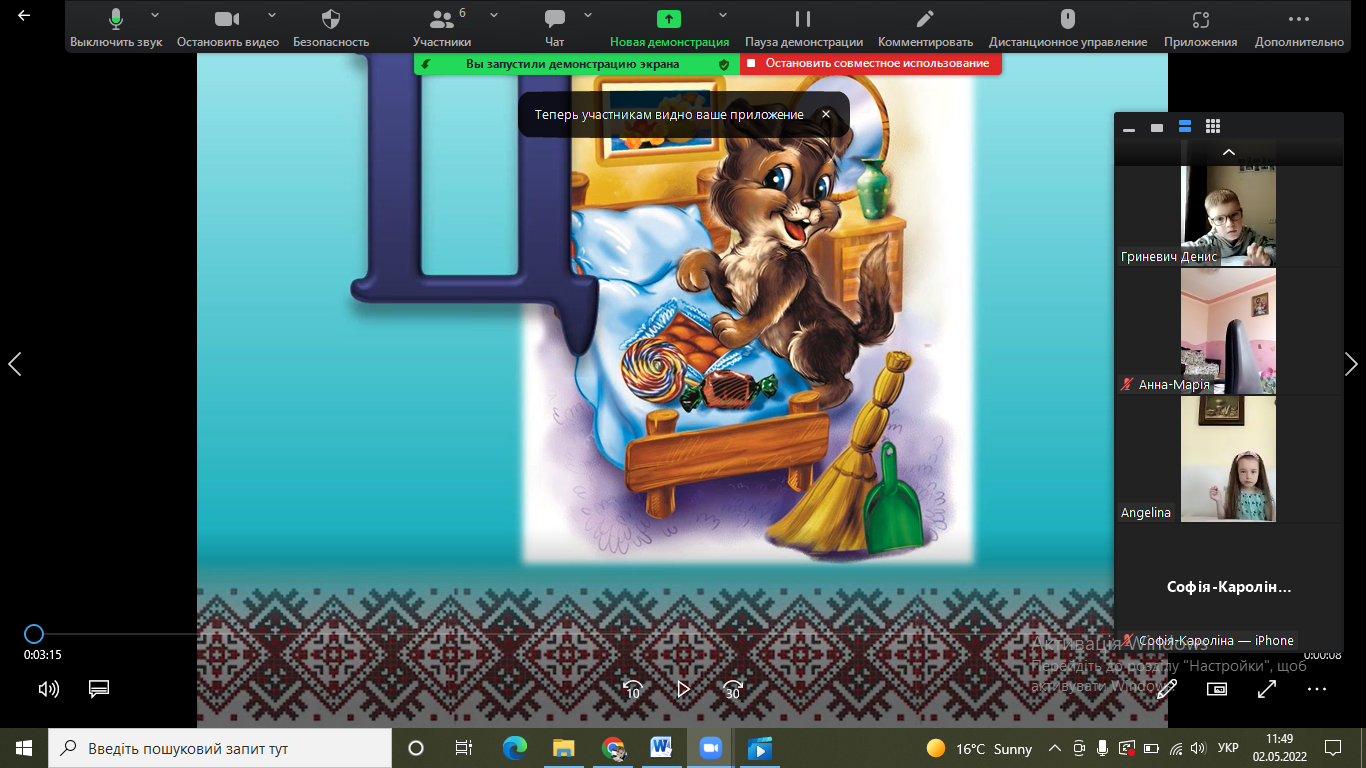 6
Выключить звук
Остановить видео
Безопасность
Участники
Чат
Новая демонстрация
Пауза демонстрации
Комментировать
Дистанционное управление
Приложения
Дополнительно
Вы запустили демонстрацию экрана
Остановить совместное использование
Теперь участникам видно ваше приложение
Ц
Гриневич Денис
Анна-Марія
Angelina
Софія-Каролін...
Софія-Кароліна — iPhone
Активація Windows
Перейдіть до розділу "Настройки", щоб
активувати Windows.
0:03:15
0:00:08
10
30
Введіть пошуковий запит тут
16°C Sunny
УКР
11:49
02.05.2022